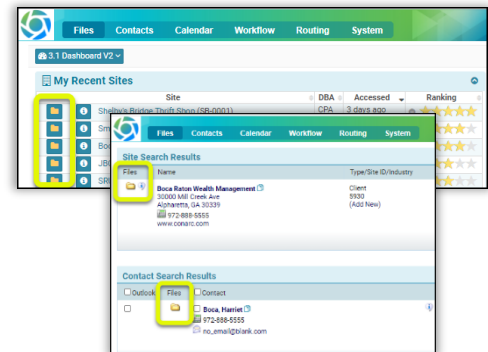 Files Contacts Calendar Workflow Routing System
3.1 Dashboard V2
My Recent Sites
Site DBA Accessed Ranking
Shelby's Bridge Thrift Shop (SB-0001) CPA 3 days ago
Sm
Boc
JBC
SRE
Files Contacts Calendar Workflow Routing System
Site Search Results
Files Name Type/Site ID/Industry
Boca Raton Wealth Management Client
30000 Mill Creek Ave 5930
Alpharetta, GA 30339 (Add New)
972-888-5555
www.conarc.com
Contact Search Results
Outlook Files Contact
Boca, Harriet
972-888-5555
no_email@blank.com